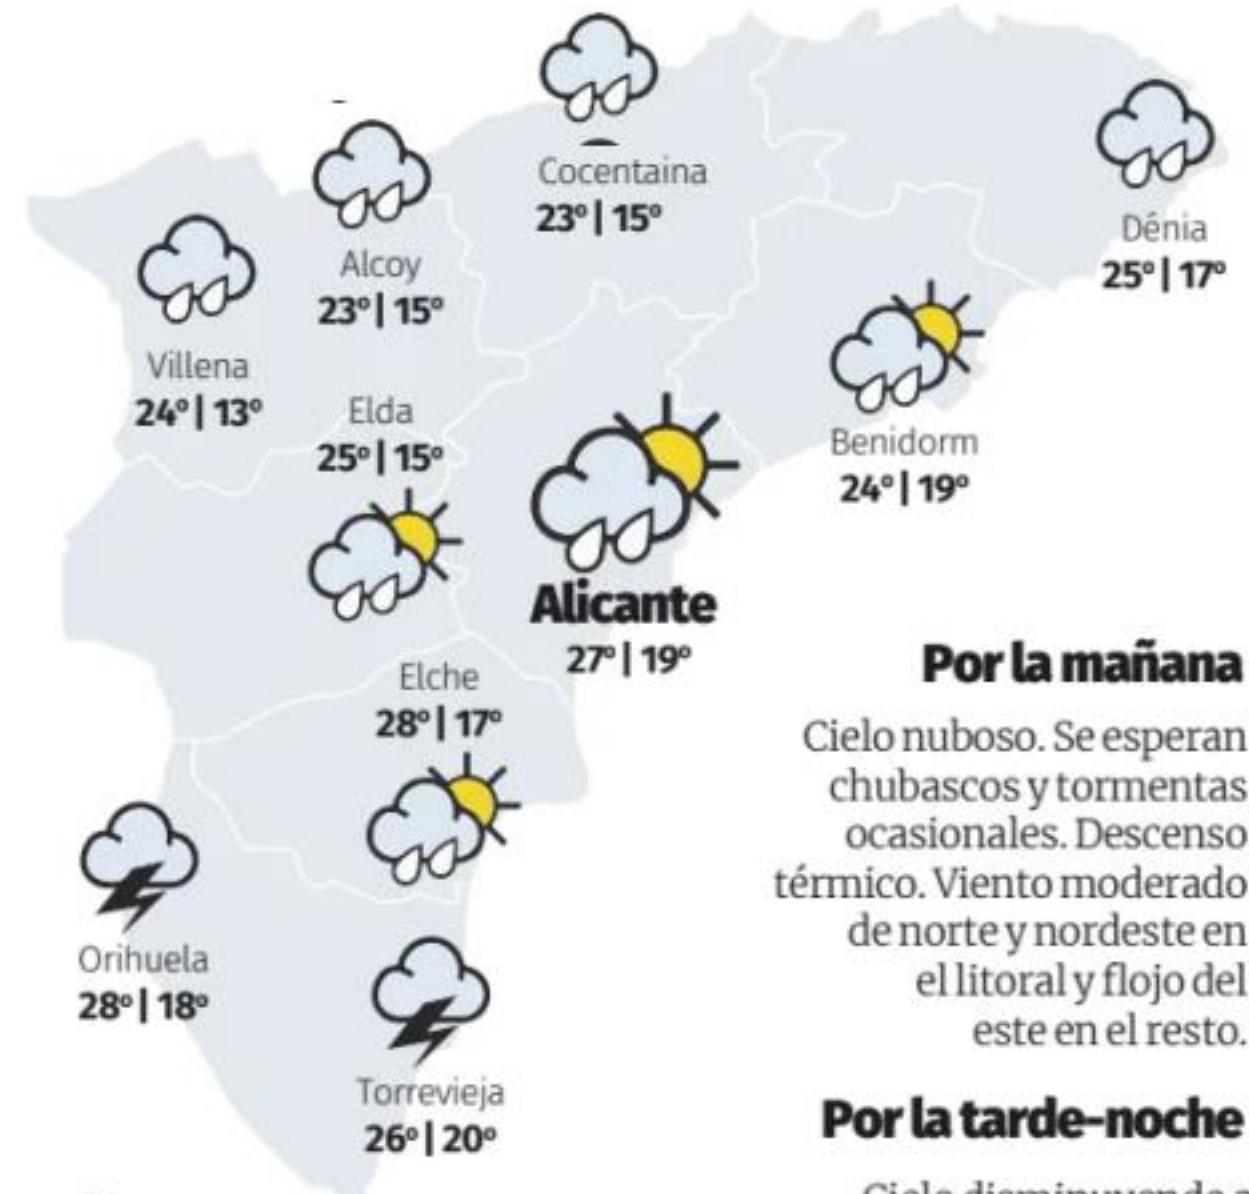 Cocentaina
23º | 15º
Dénia
25º | 17º
Alcoy
23º | 15º
Villena
24º | 13º
Elda
25º | 15º
Benidorm
24º | 19º
Alicante
27º | 19º
Elche
28º | 17º
Orihuela
28º | 18º
Torrevieja
26º | 20º
Por la mañana
Cielo nuboso. Se esperan
chubascos y tormentas
ocasionales. Descenso
térmico. Viento moderado
de norte y nordeste en
el litoral y flojo del
este en el resto.
Por la tarde-noche
Cielo disminuyendo a